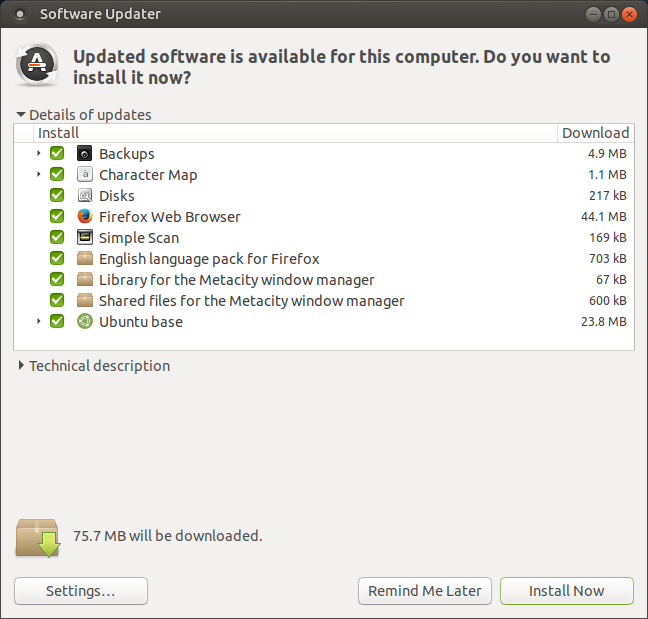 Software Updater
Updated software is available for this computer. Do you want to
install it now?
Details of updates
Install Download
Backups 4.9 MB
Character Map 1.1 MB
Disks 217 kB
Firefox Web Browser 44.1 MB
Simple Scan 169 kB
English language pack for Firefox 703 kB
Library for the Metacity window manager 67 kB
Shared files for the Metacity window manager 600 kB
Ubuntu base 23.8 MB
Technical description
75.7 MB will be downloaded.
Settings… Remind Me Later Install Now